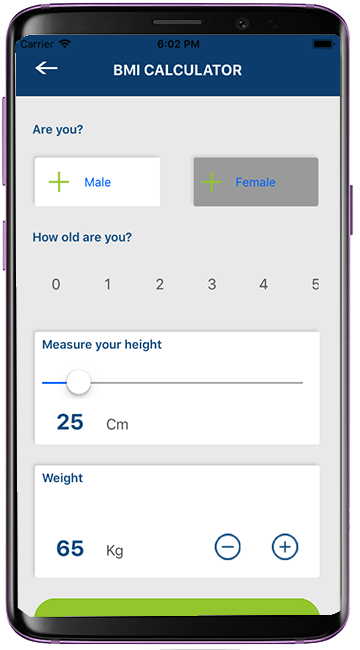 Carrier 6:02 PM
BMI CALCULATOR
Are you?
Male Female
How old are you?
0 1 2 3 4 5
Measure your height
25 Cm
Weight
65 Kg